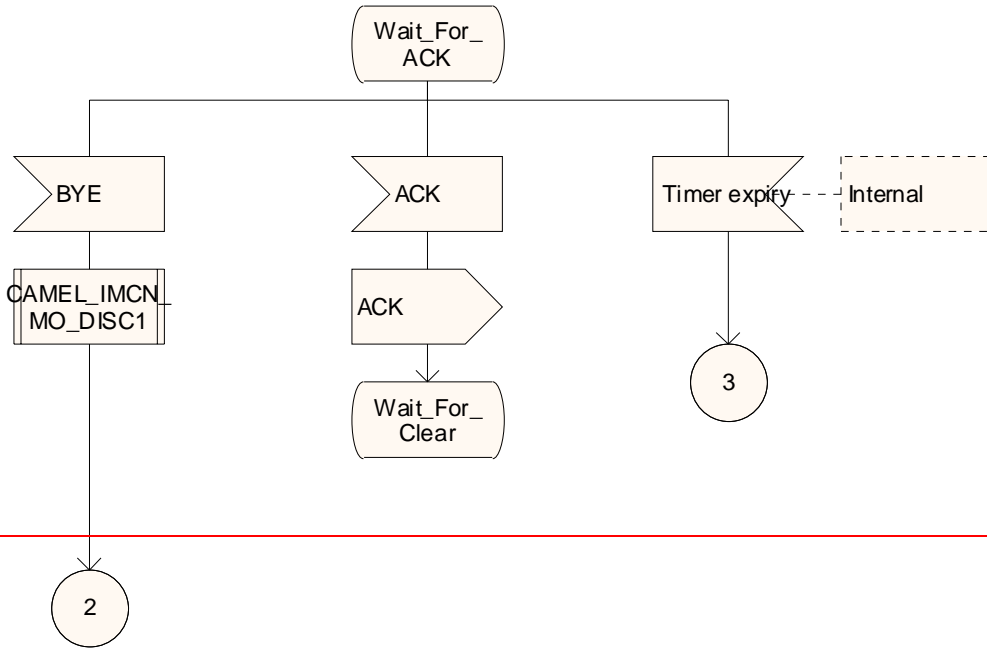 Wait_For_
ACK
BYE
ACK
Timer expiry
Internal
CAMEL_IMCN_
MO_DISC1
ACK
3
Wait_For_
Clear
2